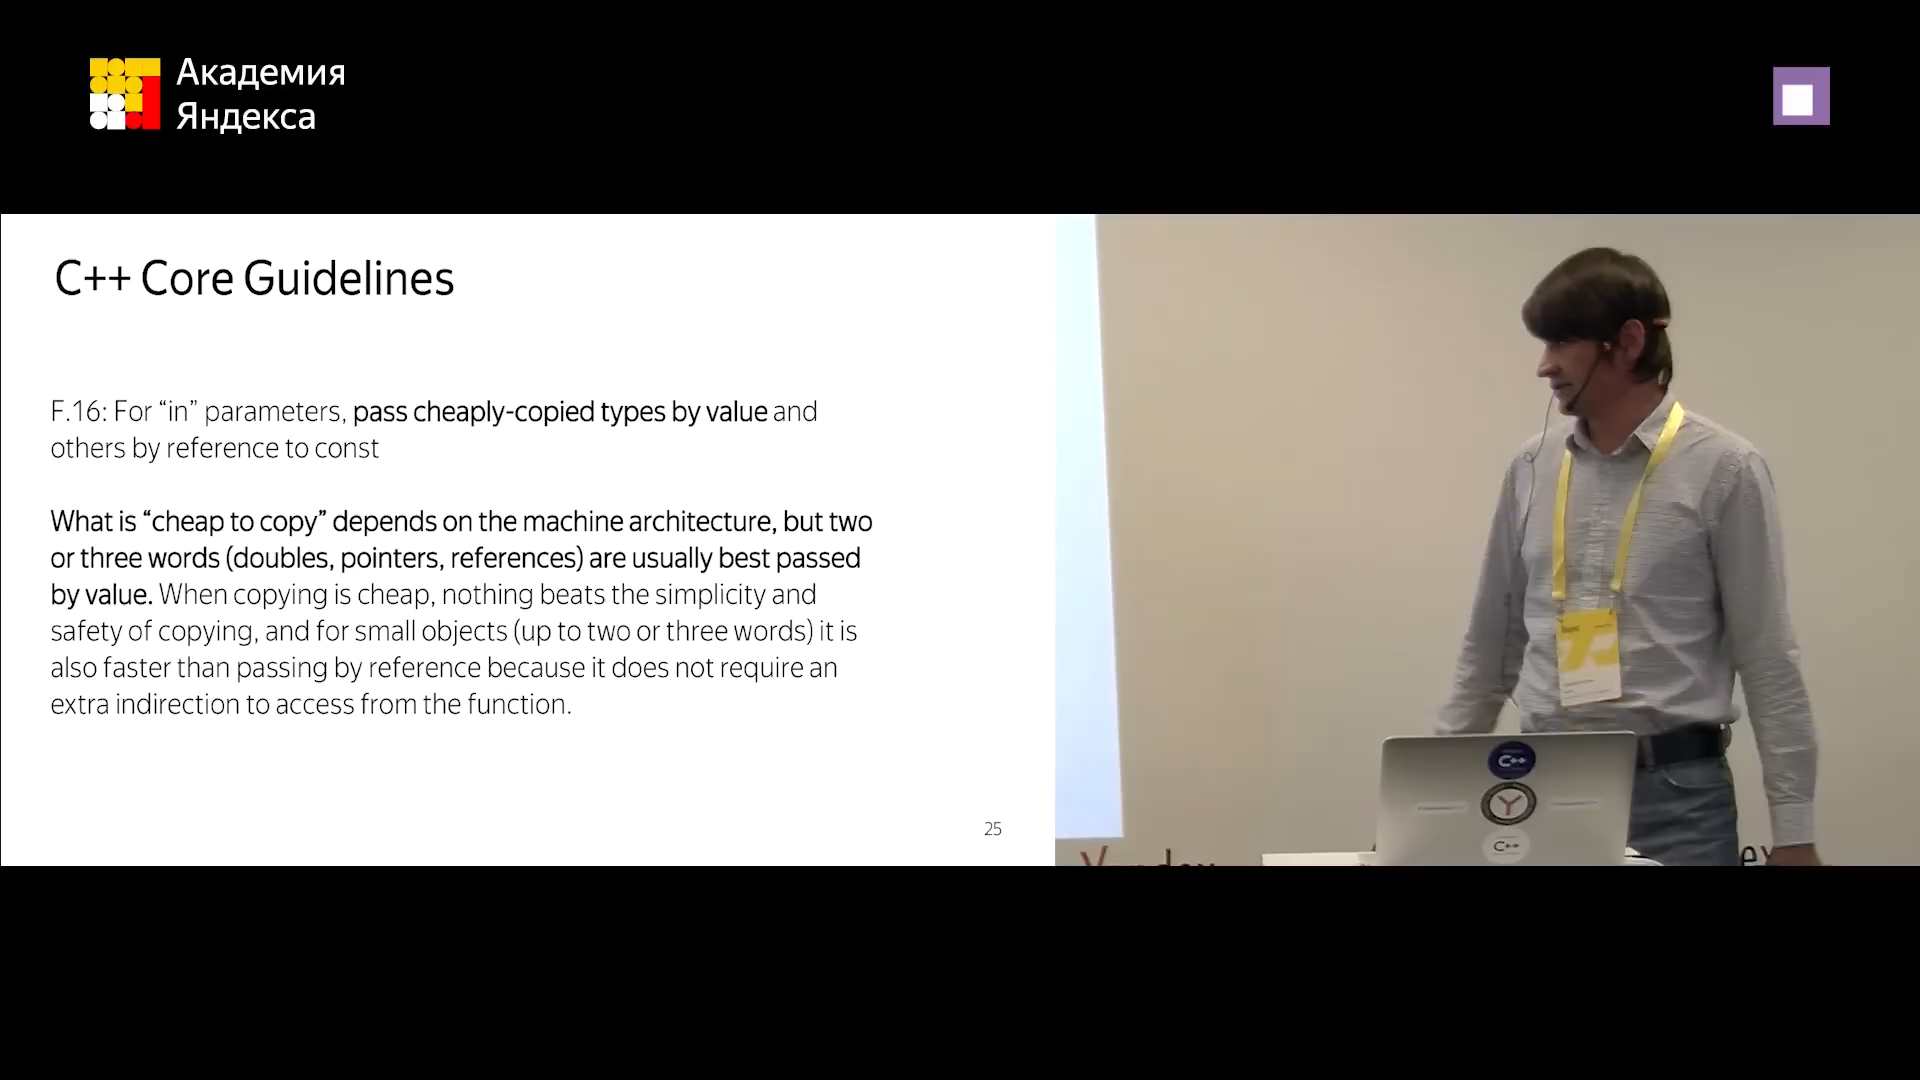 Академия
Яндекса
C++ Core Guidelines
F.16: For “in” parameters, pass cheaply-copied types by value and
others by reference to const
What is “cheap to copy” depends on the machine architecture, but two
or three words (doubles, pointers, references) are usually best passed
by value. When copying is cheap, nothing beats the simplicity and
safety of copying, and for small objects (up to two or three words) it is
also faster than passing by reference because it does not require an
extra indirection to access from the function.
25
C++
Y
C++